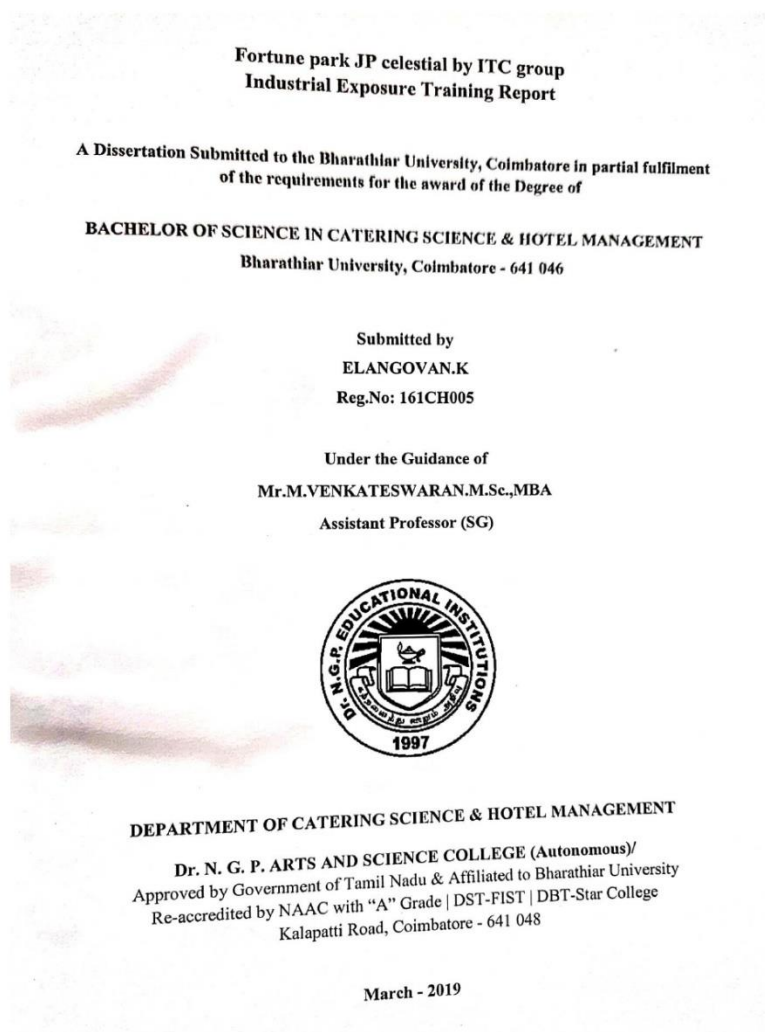 Fortune park JP celestial by ITC group
Industrial Exposure Training Report
A Dissertation Submitted to the Bharathiar University, Coimbatore in partial fulfilment
of the requirements for the award of the Degree of
BACHELOR OF SCIENCE IN CATERING SCIENCE & HOTEL MANAGEMENT
Bharathiar University, Coimbatore - 641 046
Submitted by
ELANGOVAN.K
Reg.No: 161CH005
Under the Guidance of
Mr.M.VENKATESWARAN.M.Sc.,MBA
Assistant Professor (SG)
Dr. N.G.P. EDUCATIONAL INSTITUTIONS
1997
DEPARTMENT OF CATERING SCIENCE & HOTEL MANAGEMENT
Dr. N. G. P. ARTS AND SCIENCE COLLEGE (Autonomous)/
Approved by Government of Tamil Nadu & Affiliated to Bharathiar University
Re-accredited by NAAC with “A” Grade | DST-FIST | DBT-Star College
Kalapatti Road, Coimbatore - 641 048
March - 2019